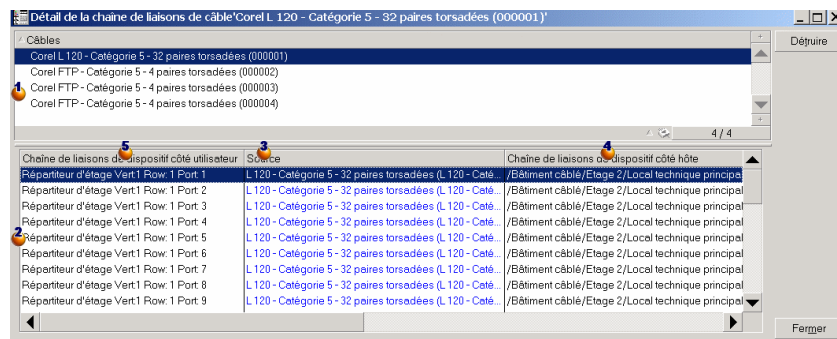 Détail de la chaîne de liaisons de câble'Corel L 120 - Catégorie 5 - 32 paires torsadées (000001)'
Câbles
Détruire
Corel L 120 - Catégorie 5 - 32 paires torsadées (000001)
Corel FTP - Catégorie 5 - 4 paires torsadées (000002)
1
Corel FTP - Catégorie 5 - 4 paires torsadées (000003)
Corel FTP - Catégorie 5 - 4 paires torsadées (000004)
4 / 4
5 3 4
Chaîne de liaisons de dispositif côté utilisateur Source Chaîne de liaisons de dispositif côté hôte
Répartiteur d'étage Vert:1 Row: 1 Port: 1 L 120 - Catégorie 5 - 32 paires torsadées (L 120 - Caté... /Bâtiment câblé/Etage 2/Local technique principal
Répartiteur d'étage Vert:1 Row: 1 Port: 2 L 120 - Catégorie 5 - 32 paires torsadées (L 120 - Caté... /Bâtiment câblé/Etage 2/Local technique principal
Répartiteur d'étage Vert:1 Row: 1 Port: 3 L 120 - Catégorie 5 - 32 paires torsadées (L 120 - Caté... /Bâtiment câblé/Etage 2/Local technique principal
Répartiteur d'étage Vert:1 Row: 1 Port: 4 L 120 - Catégorie 5 - 32 paires torsadées (L 120 - Caté... /Bâtiment câblé/Etage 2/Local technique principal
2
Répartiteur d'étage Vert:1 Row: 1 Port: 5 L 120 - Catégorie 5 - 32 paires torsadées (L 120 - Caté... /Bâtiment câblé/Etage 2/Local technique principal
Répartiteur d'étage Vert:1 Row: 1 Port: 6 L 120 - Catégorie 5 - 32 paires torsadées (L 120 - Caté... /Bâtiment câblé/Etage 2/Local technique principal
Répartiteur d'étage Vert:1 Row: 1 Port: 7 L 120 - Catégorie 5 - 32 paires torsadées (L 120 - Caté... /Bâtiment câblé/Etage 2/Local technique principal
Répartiteur d'étage Vert:1 Row: 1 Port: 8 L 120 - Catégorie 5 - 32 paires torsadées (L 120 - Caté... /Bâtiment câblé/Etage 2/Local technique principal
Répartiteur d'étage Vert:1 Row: 1 Port: 9 L 120 - Catégorie 5 - 32 paires torsadées (L 120 - Caté... /Bâtiment câblé/Etage 2/Local technique principal
Fermer